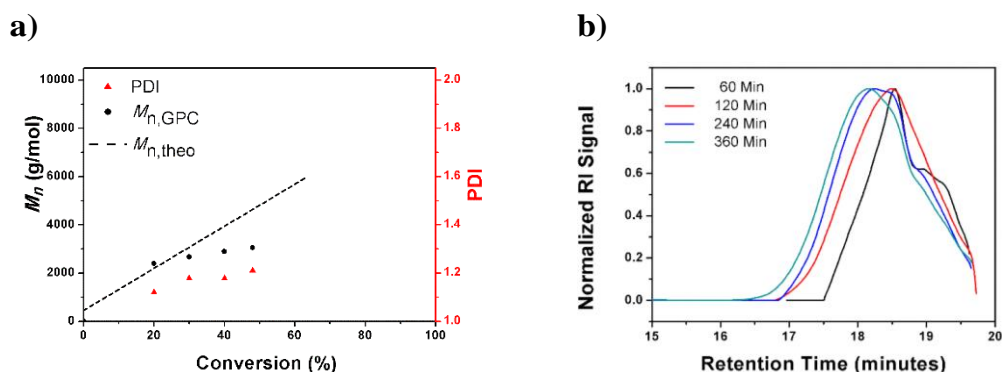 a)
b)
PDI
Mn,GPC
Mn,theo
10000
8000
6000
4000
2000
0
Mn (g/mol)
2.0
1.8
1.6
1.4
1.2
1.0
PDI
0 20 40 60 80 100
Conversion (%)
60 Min
120 Min
240 Min
360 Min
1.0
0.8
0.6
0.4
0.2
0.0
Normalized RI Signal
15 16 17 18 19 20
Retention Time (minutes)